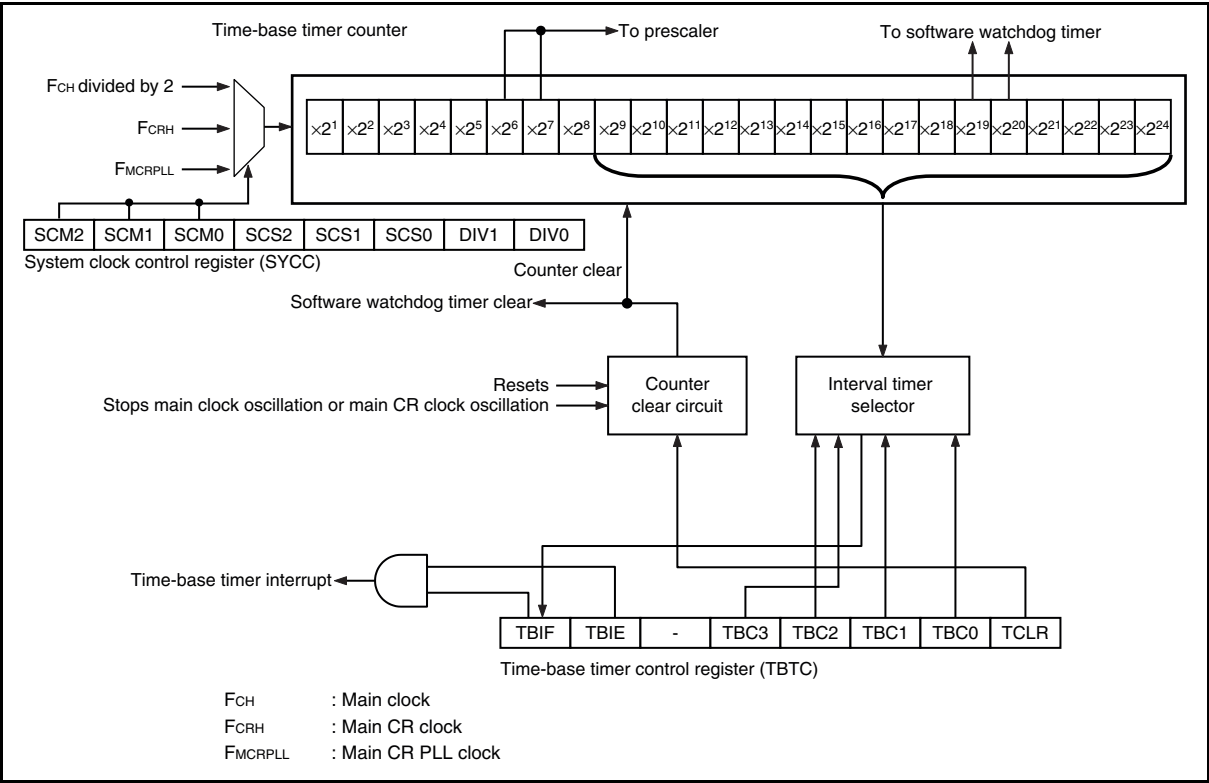 Time-base timer counter
To prescaler
To software watchdog timer
FCH divided by 2
FCRH
FMCRPLL
×2¹ ×2² ×2³ ×2⁴ ×2⁵ ×2⁶ ×2⁷ ×2⁸ ×2⁹ ×2¹⁰ ×2¹¹ ×2¹² ×2¹³ ×2¹⁴ ×2¹⁵ ×2¹⁶ ×2¹⁷ ×2¹⁸ ×2¹⁹ ×2²⁰ ×2²¹ ×2²² ×2²³ ×2²⁴
SCM2 SCM1 SCM0 SCS2 SCS1 SCS0 DIV1 DIV0
System clock control register (SYCC)
Counter clear
Software watchdog timer clear
Resets
Stops main clock oscillation or main CR clock oscillation
Counter
clear circuit
Interval timer
selector
Time-base timer interrupt
TBIF TBIE - TBC3 TBC2 TBC1 TBC0 TCLR
Time-base timer control register (TBTC)
FCH : Main clock
FCRH : Main CR clock
FMCRPLL : Main CR PLL clock